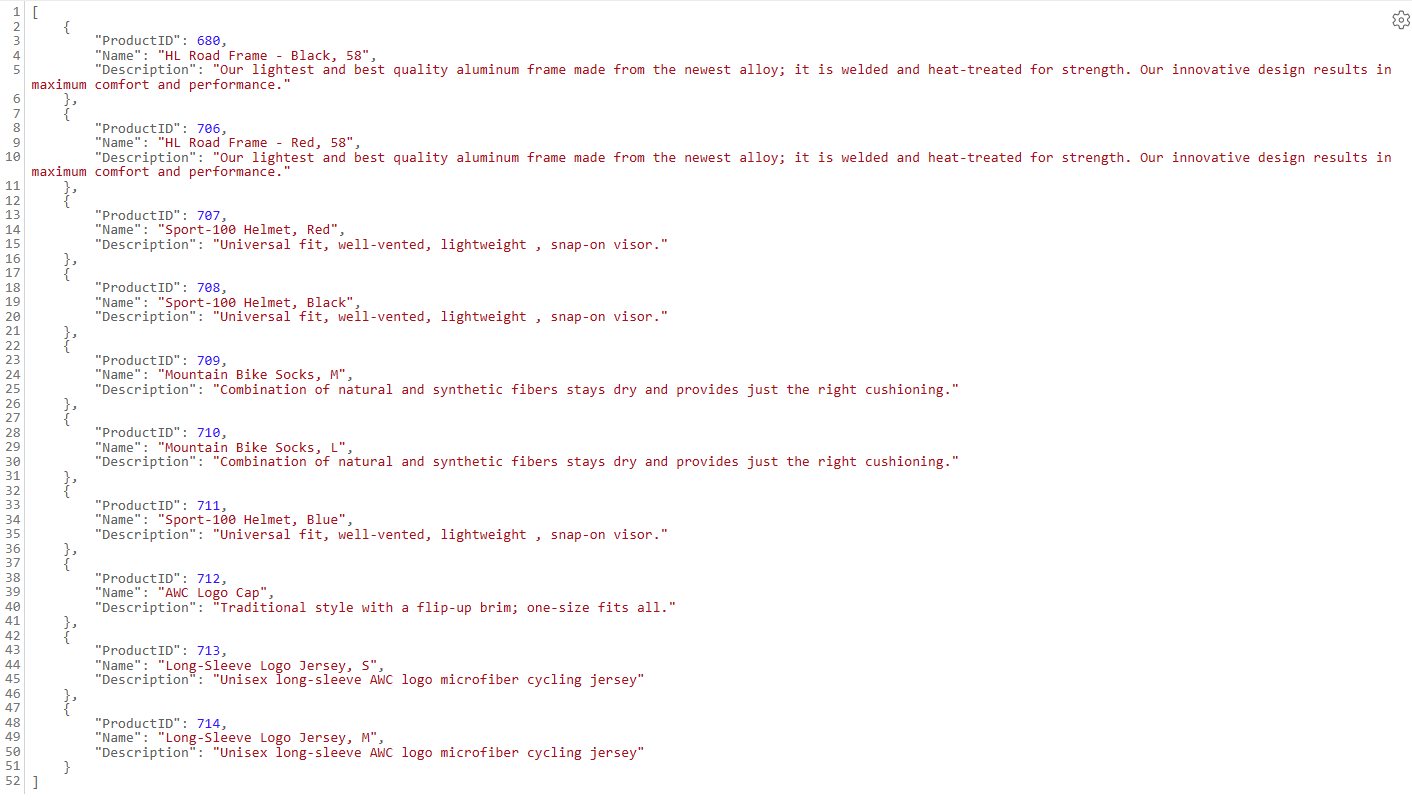 1 [
2     {
3         "ProductID": 680,
4         "Name": "HL Road Frame - Black, 58",
5         "Description": "Our lightest and best quality aluminum frame made from the newest alloy; it is welded and heat-treated for strength. Our innovative design results in
maximum comfort and performance."
6     },
7     {
8         "ProductID": 706,
9         "Name": "HL Road Frame - Red, 58",
10         "Description": "Our lightest and best quality aluminum frame made from the newest alloy; it is welded and heat-treated for strength. Our innovative design results in
maximum comfort and performance."
11     },
12     {
13         "ProductID": 707,
14         "Name": "Sport-100 Helmet, Red",
15         "Description": "Universal fit, well-vented, lightweight , snap-on visor."
16     },
17     {
18         "ProductID": 708,
19         "Name": "Sport-100 Helmet, Black",
20         "Description": "Universal fit, well-vented, lightweight , snap-on visor."
21     },
22     {
23         "ProductID": 709,
24         "Name": "Mountain Bike Socks, M",
25         "Description": "Combination of natural and synthetic fibers stays dry and provides just the right cushioning."
26     },
27     {
28         "ProductID": 710,
29         "Name": "Mountain Bike Socks, L",
30         "Description": "Combination of natural and synthetic fibers stays dry and provides just the right cushioning."
31     },
32     {
33         "ProductID": 711,
34         "Name": "Sport-100 Helmet, Blue",
35         "Description": "Universal fit, well-vented, lightweight , snap-on visor."
36     },
37     {
38         "ProductID": 712,
39         "Name": "AWC Logo Cap",
40         "Description": "Traditional style with a flip-up brim; one-size fits all."
41     },
42     {
43         "ProductID": 713,
44         "Name": "Long-Sleeve Logo Jersey, S",
45         "Description": "Unisex long-sleeve AWC logo microfiber cycling jersey"
46     },
47     {
48         "ProductID": 714,
49         "Name": "Long-Sleeve Logo Jersey, M",
50         "Description": "Unisex long-sleeve AWC logo microfiber cycling jersey"
51     }
52 ]